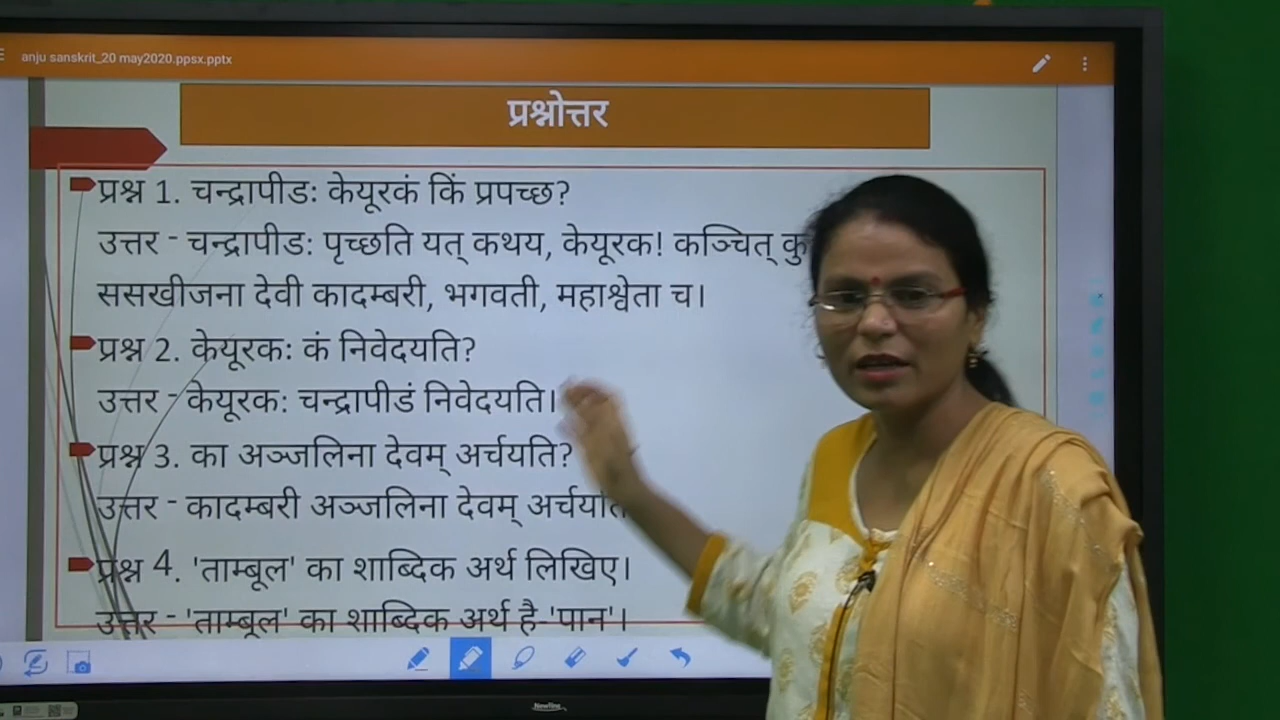 anju sanskrit_20 may2020.ppsx.pptx
प्रश्नोत्तर
प्रश्न 1. चन्द्रापीडः केयूरकं किं प्रपच्छ?
उत्तर - चन्द्रापीडः पृच्छति यत् कथय, केयूरक! कञ्चित्
ससखीजना देवी कादम्बरी, भगवती, महाश्वेता च।
प्रश्न 2. केयूरकः कं निवेदयति?
उत्तर - केयूरकः चन्द्रापीडं निवेदयति।
प्रश्न 3. का अञ्जलिना देवम् अर्चयति?
उत्तर - कादम्बरी अञ्जलिना देवम् अर्चयति
प्रश्न 4. 'ताम्बूल' का शाब्दिक अर्थ लिखिए।
उत्तर - 'ताम्बूल' का शाब्दिक अर्थ है-'पान'।
Newline